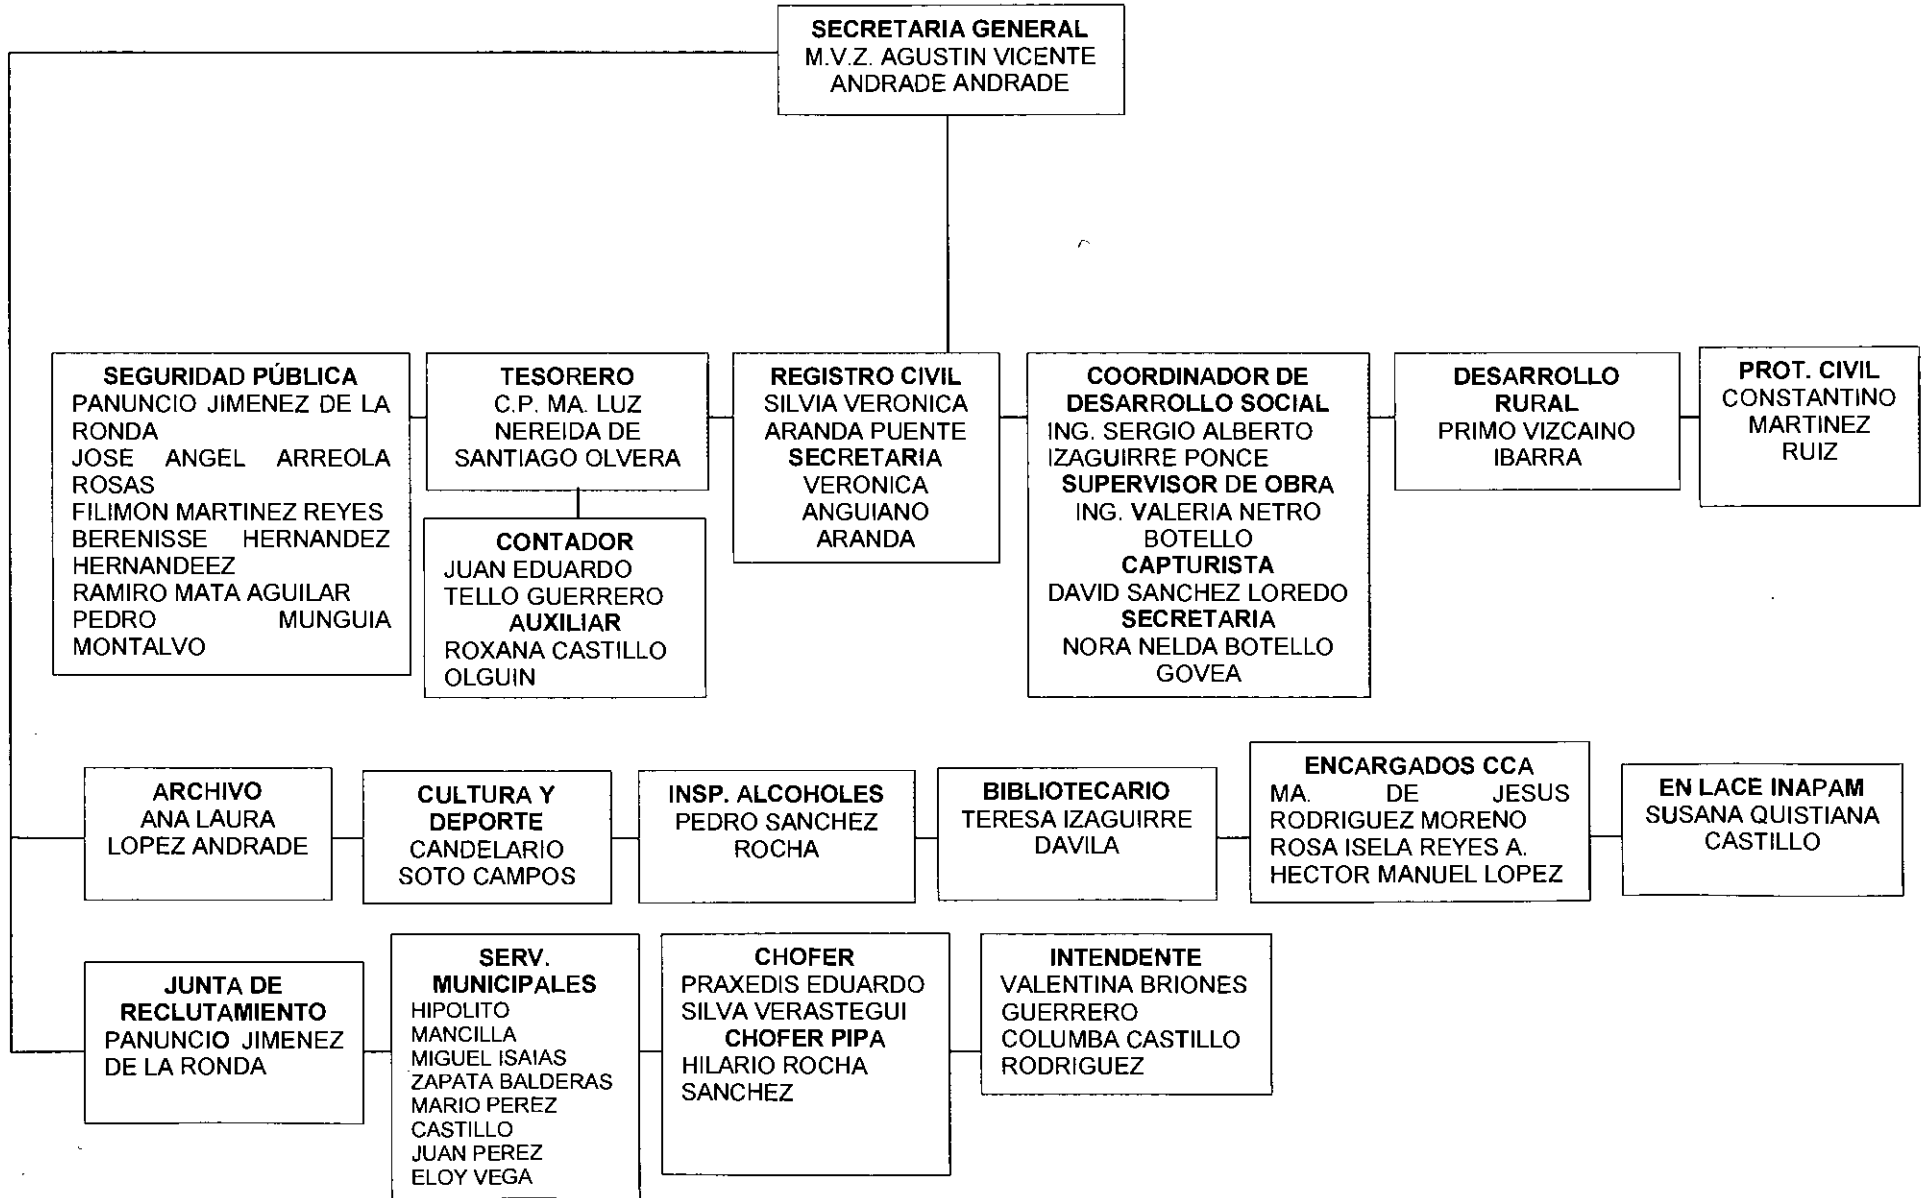 SECRETARIA GENERAL
M.V.Z. AGUSTIN VICENTE
ANDRADE ANDRADE
SEGURIDAD PÚBLICA
PANUNCIO JIMENEZ DE LA
RONDA
JOSE ANGEL ARREOLA
ROSAS
FILIMON MARTINEZ REYES
BERENISSE HERNANDEZ
HERNANDEEZ
RAMIRO MATA AGUILAR
PEDRO MUNGUIA
MONTALVO
TESORERO
C.P. MA. LUZ
NEREIDA DE
SANTIAGO OLVERA
CONTADOR
JUAN EDUARDO
TELLO GUERRERO
AUXILIAR
ROXANA CASTILLO
OLGUIN
REGISTRO CIVIL
SILVIA VERONICA
ARANDA PUENTE
SECRETARIA
VERONICA
ANGUIANO
ARANDA
COORDINADOR DE
DESARROLLO SOCIAL
ING. SERGIO ALBERTO
IZAGUIRRE PONCE
SUPERVISOR DE OBRA
ING. VALERIA NETRO
BOTELLO
CAPTURISTA
DAVID SANCHEZ LOREDO
SECRETARIA
NORA NELDA BOTELLO
GOVEA
DESARROLLO
RURAL
PRIMO VIZCAINO
IBARRA
PROT. CIVIL
CONSTANTINO
MARTINEZ
RUIZ
ARCHIVO
ANA LAURA
LOPEZ ANDRADE
CULTURA Y
DEPORTE
CANDELARIO
SOTO CAMPOS
INSP. ALCOHOLES
PEDRO SANCHEZ
ROCHA
BIBLIOTECARIO
TERESA IZAGUIRRE
DAVILA
ENCARGADOS CCA
MA. DE JESUS
RODRIGUEZ MORENO
ROSA ISELA REYES A.
HECTOR MANUEL LOPEZ
EN LACE INAPAM
SUSANA QUISTIANA
CASTILLO
JUNTA DE
RECLUTAMIENTO
PANUNCIO JIMENEZ
DE LA RONDA
SERV.
MUNICIPALES
HIPOLITO
MANCILLA
MIGUEL ISAIAS
ZAPATA BALDERAS
MARIO PEREZ
CASTILLO
JUAN PEREZ
ELOY VEGA
CHOFER
PRAXEDIS EDUARDO
SILVA VERASTEGUI
CHOFER PIPA
HILARIO ROCHA
SANCHEZ
INTENDENTE
VALENTINA BRIONES
GUERRERO
COLUMBA CASTILLO
RODRIGUEZ